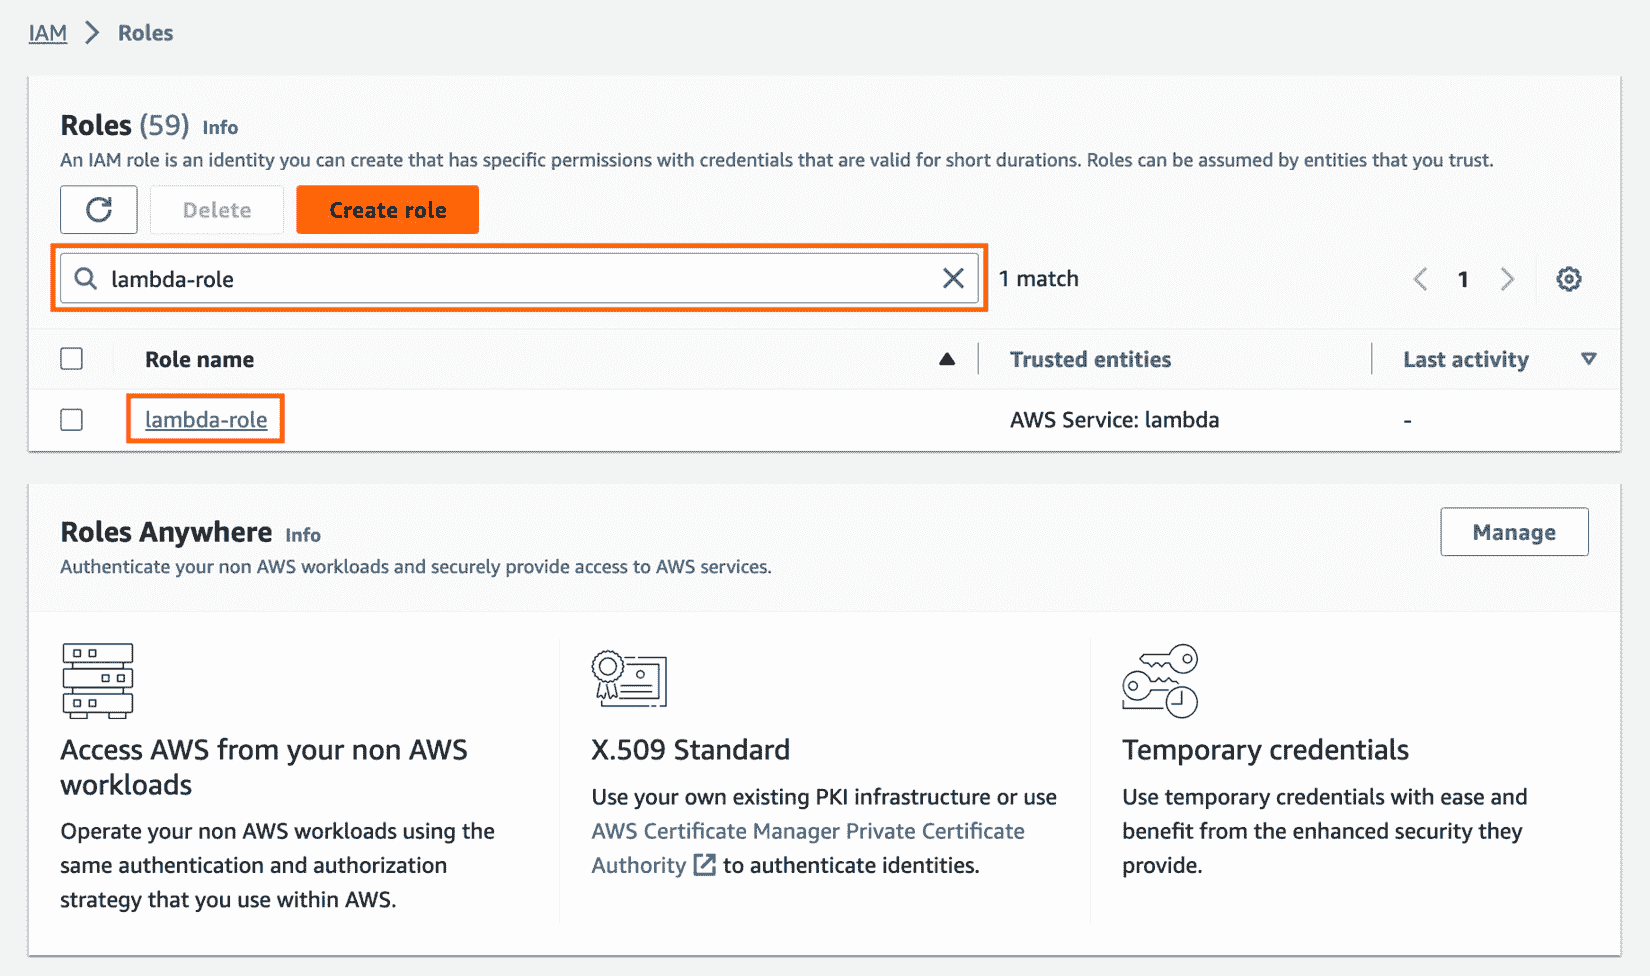 IAM > Roles
Roles (59) Info
An IAM role is an identity you can create that has specific permissions with credentials that are valid for short durations. Roles can be assumed by entities that you trust.
Delete Create role
lambda-role 1 match 1
Role name Trusted entities Last activity
lambda-role AWS Service: lambda -
Roles Anywhere Info Manage
Authenticate your non AWS workloads and securely provide access to AWS services.
Access AWS from your non AWS
workloads
Operate your non AWS workloads using the
same authentication and authorization
strategy that you use within AWS.
X.509 Standard
Use your own existing PKI infrastructure or use
AWS Certificate Manager Private Certificate
Authority to authenticate identities.
Temporary credentials
Use temporary credentials with ease and
benefit from the enhanced security they
provide.